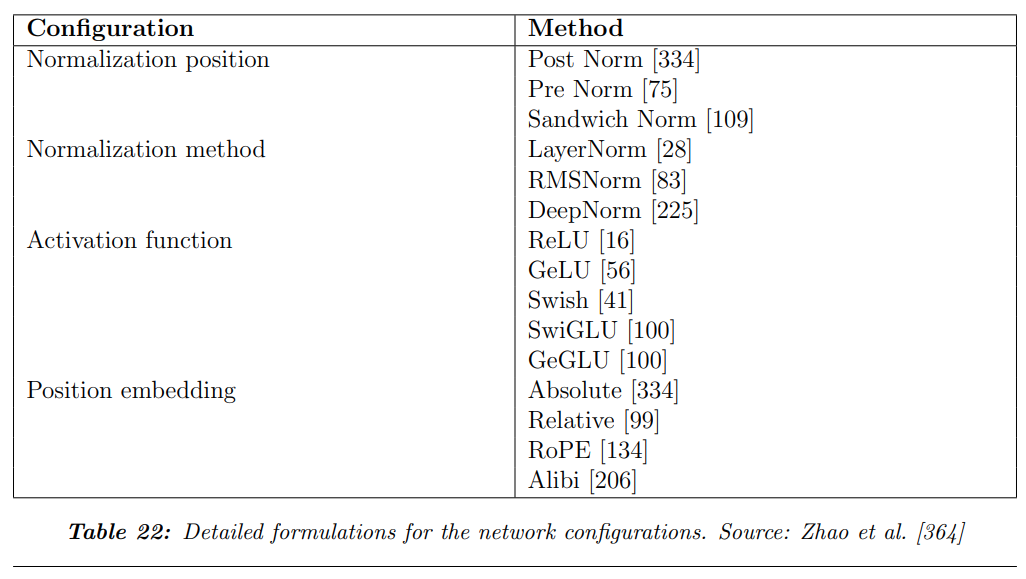 Configuration Method
Normalization position Post Norm [334]
Pre Norm [75]
Sandwich Norm [109]
Normalization method LayerNorm [28]
RMSNorm [83]
DeepNorm [225]
Activation function ReLU [16]
GeLU [56]
Swish [41]
SwiGLU [100]
GeGLU [100]
Position embedding Absolute [334]
Relative [99]
RoPE [134]
Alibi [206]
Table 22: Detailed formulations for the network configurations. Source: Zhao et al. [364]